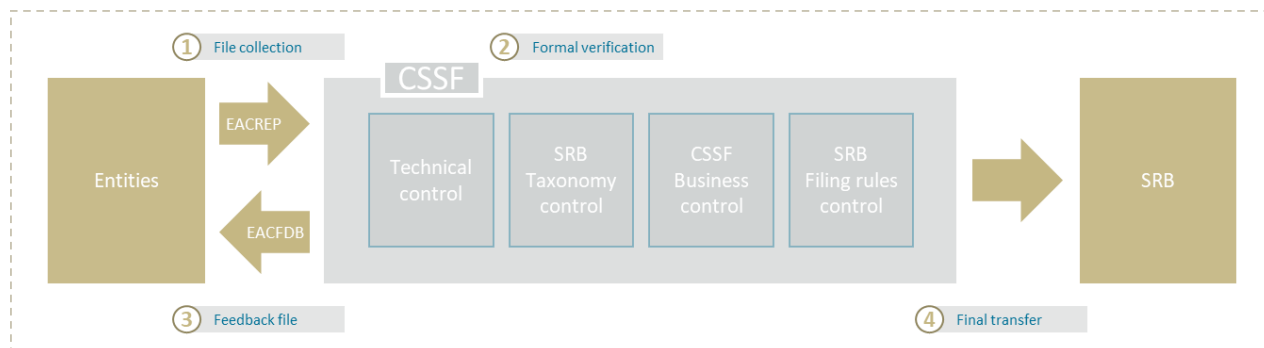 1 File collection
2 Formal verification
CSSF
EACREP
Entities
Technical
control
SRB
Taxonomy
control
CSSF
Business
control
SRB
Filing rules
control
SRB
EACFDB
3 Feedback file
4 Final transfer